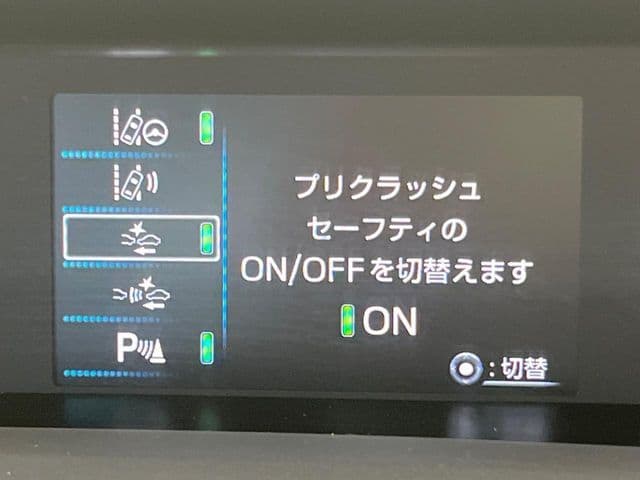 プリクラッシュ
セーフティの
ON/OFFを切替えます
ON
P
:切替